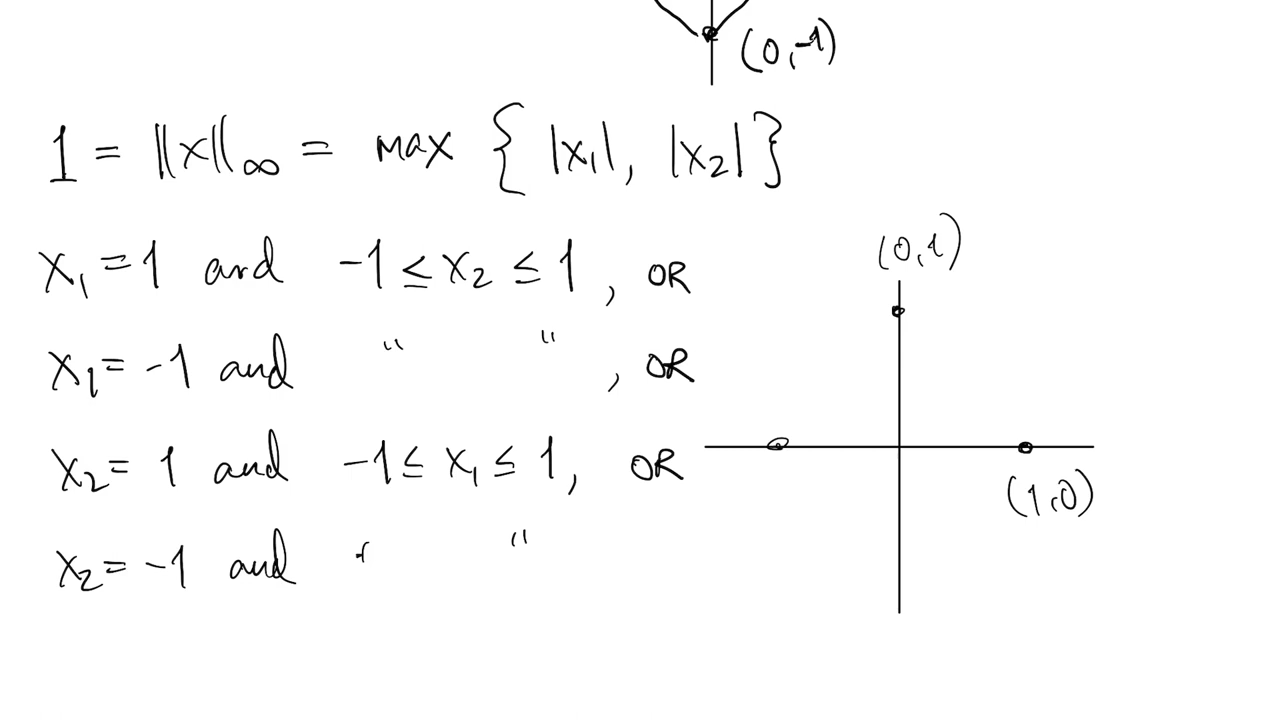 (0,-1)
1 = ||x||∞ = max { |x₁|, |x₂| }
x₁ = 1 and -1 ≤ x₂ ≤ 1, OR
x₁ = -1 and " ", OR
x₂ = 1 and -1 ≤ x₁ ≤ 1, OR
x₂ = -1 and "
(0,1)
(1,0)